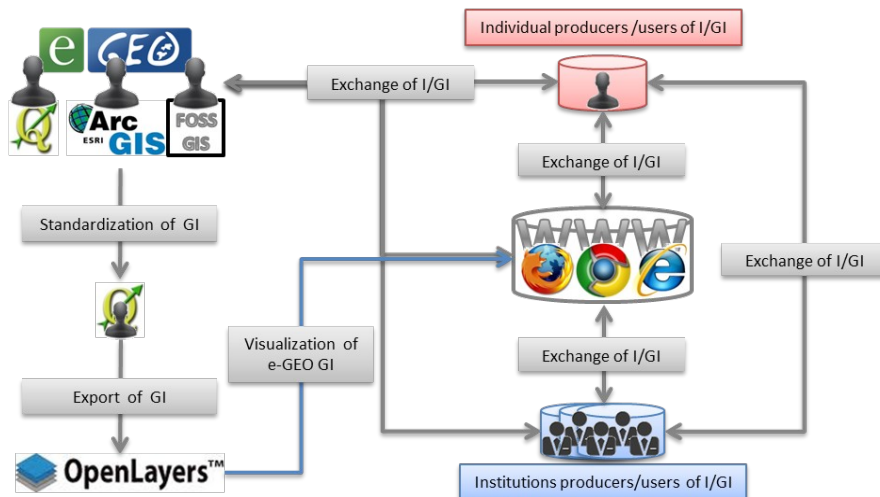 e GEO
Individual producers /users of I/GI
Exchange of I/GI
Q
Arc
ESRI GIS
FOSS
GIS
Exchange of I/GI
Standardization of GI
WWW
e
Exchange of I/GI
Q
Visualization of
e-GEO GI
Exchange of I/GI
Export of GI
OpenLayers™
Institutions producers/users of I/GI